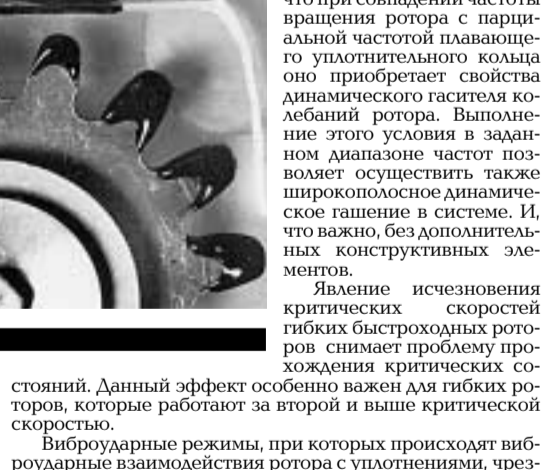 что при совпадении частоты
вращения ротора с парци-
альной частотой плавающе-
го уплотнительного кольца
оно приобретает свойства
динамического гасителя ко-
лебаний ротора. Выполне-
ние этого условия в задан-
ном диапазоне частот поз-
воляет осуществить также
широкополосное динамиче-
ское гашение в системе. И,
что важно, без дополнитель-
ных конструктивных эле-
ментов.
Явление исчезновения
критических скоростей
гибких быстроходных рото-
ров снимает проблему про-
хождения критических со-
стояний. Данный эффект особенно важен для гибких ро-
торов, которые работают за второй и выше критической
скоростью.
Виброударные режимы, при которых происходят виб-
роударные взаимодействия ротора с уплотнениями, чрез-